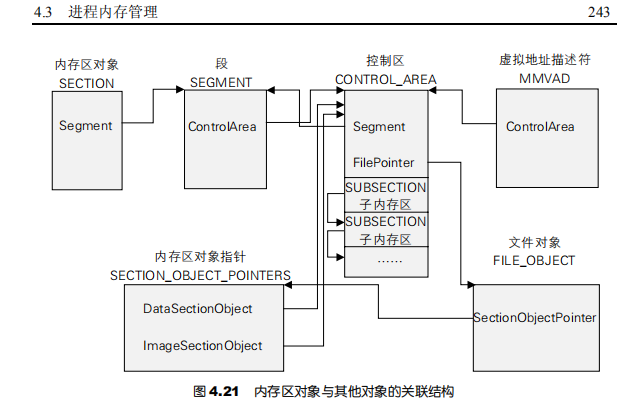 4.3 进程内存管理 243
内存区对象
SECTION
Segment
段
SEGMENT
ControlArea
控制区
CONTROL_AREA
Segment
FilePointer
SUBSECTION
子内存区
SUBSECTION
子内存区
……
虚拟地址描述符
MMVAD
ControlArea
内存区对象指针
SECTION_OBJECT_POINTERS
DataSectionObject
ImageSectionObject
文件对象
FILE_OBJECT
SectionObjectPointer
图 4.21 内存区对象与其他对象的关联结构